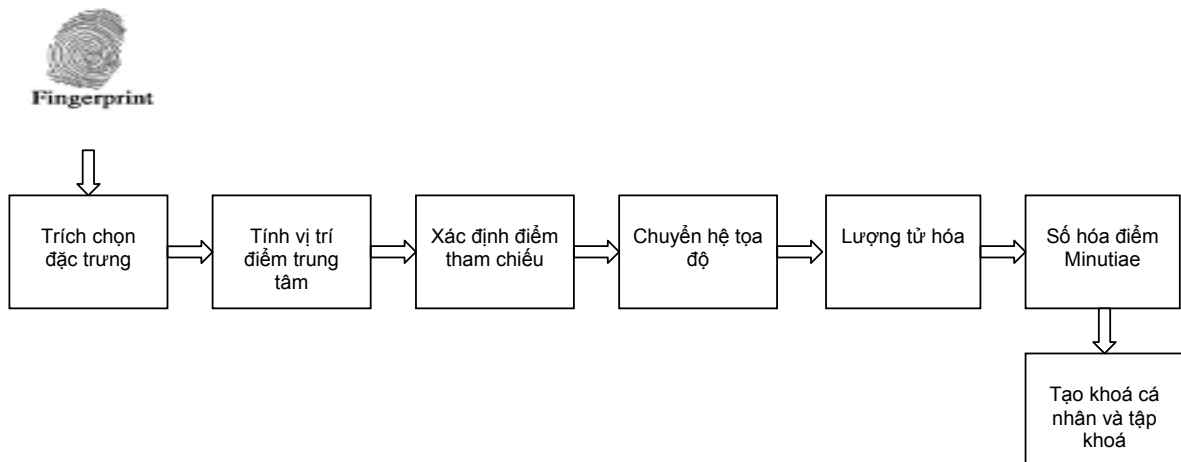 Fingerprint
Trích chọn
đặc trưng
Tính vị trí
điểm trung
tâm
Xác định điểm
tham chiếu
Chuyển hệ tọa
độ
Lượng tử hóa
Số hóa điểm
Minutiae
Tạo khoá cá
nhân và tập
khoá